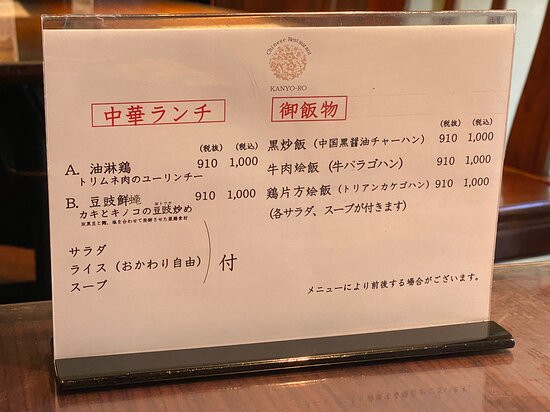 Chinese Restaurant
KANYO-RO
中華ランチ
(税抜) (税込)
A. 油淋鶏 910 1,000
トリムネ肉のユーリンチー
B. 豆豉鮮蠔 910 1,000
カキとキノコの豆豉炒め
サラダ
ライス (おかわり自由) 付
スープ
御飯物
(税抜) (税込)
黒炒飯 (中国黒醤油チャーハン) 910 1,000
牛肉烩飯 (牛バラゴハン) 910 1,000
鶏片方烩飯 (トリアンカケゴハン) 910 1,000
(各サラダ、スープが付きます)
メニューにより前後する場合がございます。